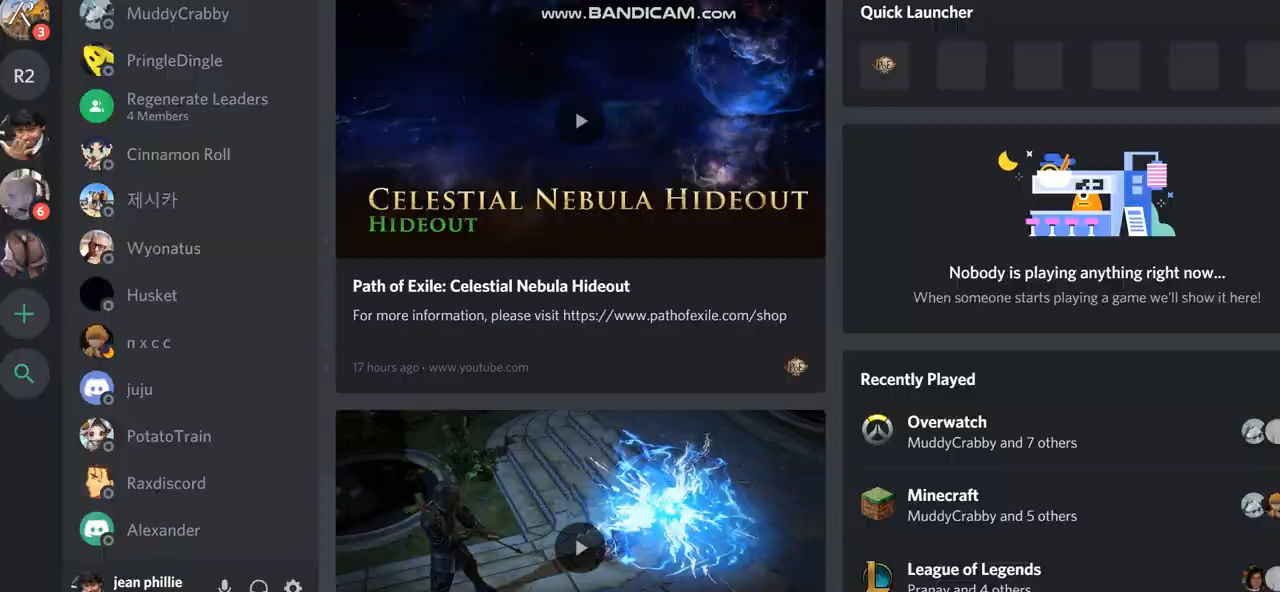 www.BANDICAM.com
3
R2
6
MuddyCrabby
PringleDingle
Regenerate Leaders
4 Members
Cinnamon Roll
제시카
Wyonatus
Husket
n x c c
juju
PotatoTrain
Raxdiscord
Alexander
jean phillie
CELESTIAL NEBULA HIDEOUT
HIDEOUT
Path of Exile: Celestial Nebula Hideout
For more information, please visit https://www.pathofexile.com/shop
17 hours ago • www.youtube.com
Quick Launcher
Nobody is playing anything right now...
When someone starts playing a game we'll show it here!
Recently Played
Overwatch
MuddyCrabby and 7 others
Minecraft
MuddyCrabby and 5 others
League of Legends
Pranav and 4 others